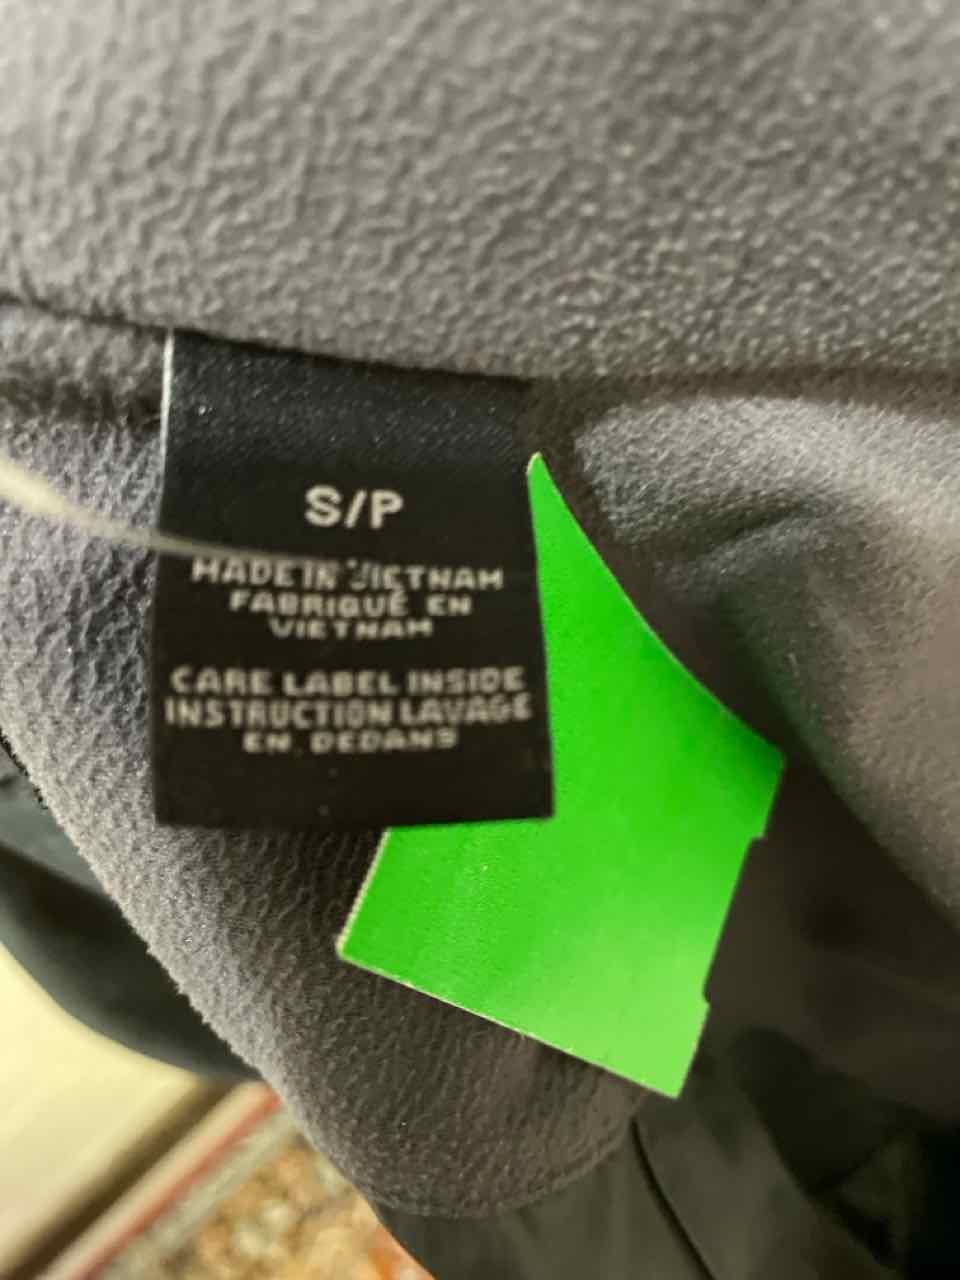 S/P
MADE IN VIETNAM
FABRIQUÉ EN
VIETNAM
CARE LABEL INSIDE
INSTRUCTION LAVAGE
EN DEDANS